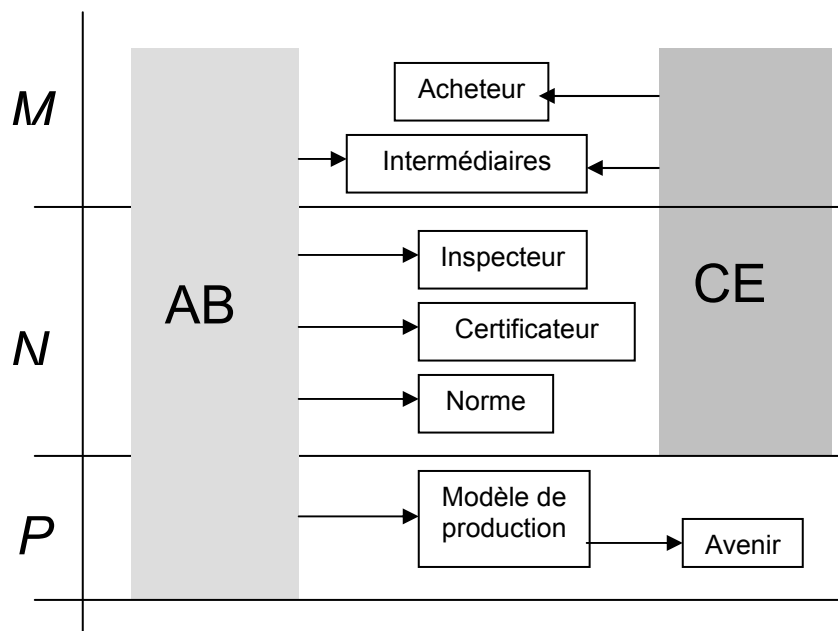 M
Acheteur
Intermédiaires
AB
CE
N
Inspecteur
Certificateur
Norme
P
Modèle de
production
Avenir